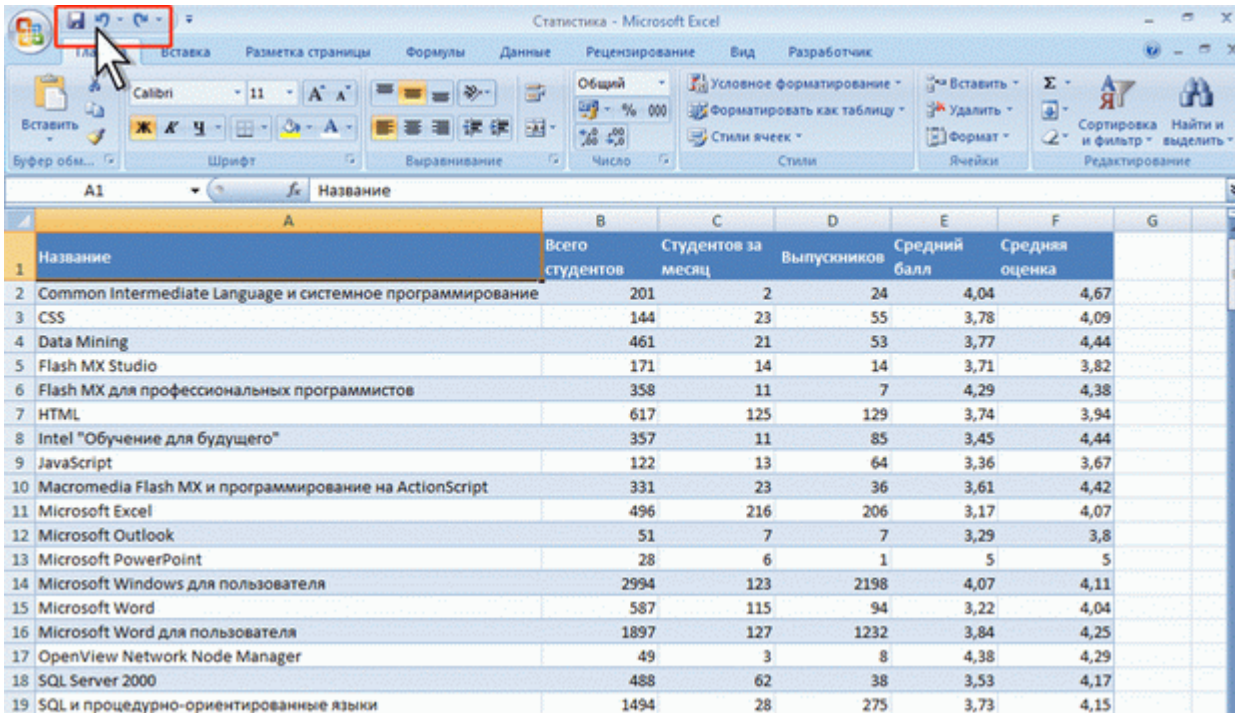 Статистика - Microsoft Excel
Вставка Разметка страницы Формулы Данные Рецензирование Вид Разработчик
Calibri 11 Общий Условное форматирование Вставить Σ
Вставить Ж К Ч % 000 Форматировать как таблицу Удалить Сортировка и фильтр Найти и выделить
Стили ячеек Формат
Буфер обм... Шрифт Выравнивание Число Стили Ячейки Редактирование
A1 fx Название
A B C D E F G
1 Название Всего студентов Студентов за месяц Выпускников Средний балл Средняя оценка
2 Common Intermediate Language и системное программирование 201 2 24 4,04 4,67
3 CSS 144 23 55 3,78 4,09
4 Data Mining 461 21 53 3,77 4,44
5 Flash MX Studio 171 14 14 3,71 3,82
6 Flash MX для профессиональных программистов 358 11 7 4,29 4,38
7 HTML 617 125 129 3,74 3,94
8 Intel "Обучение для будущего" 357 11 85 3,45 4,44
9 JavaScript 122 13 64 3,36 3,67
10 Macromedia Flash MX и программирование на ActionScript 331 23 36 3,61 4,42
11 Microsoft Excel 496 216 206 3,17 4,07
12 Microsoft Outlook 51 7 7 3,29 3,8
13 Microsoft PowerPoint 28 6 1 5 5
14 Microsoft Windows для пользователя 2994 123 2198 4,07 4,11
15 Microsoft Word 587 115 94 3,22 4,04
16 Microsoft Word для пользователя 1897 127 1232 3,84 4,25
17 OpenView Network Node Manager 49 3 8 4,38 4,29
18 SQL Server 2000 488 62 38 3,53 4,17
19 SQL и процедурно-ориентированные языки 1494 28 275 3,73 4,15